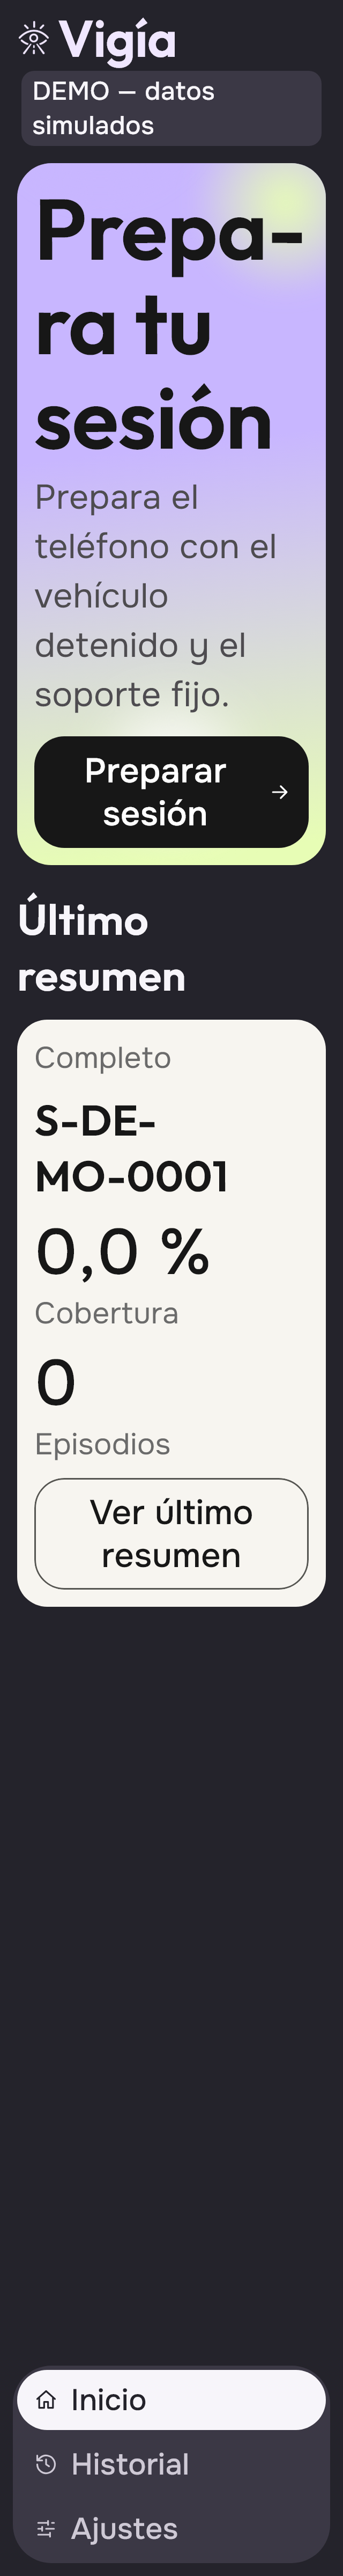 Vigía
DEMO — datos
simulados
Prepa-
ra tu
sesión
Prepara el
teléfono con el
vehículo
detenido y el
soporte fijo.
Preparar
sesión
Último
resumen
Completo
S-DE-
MO-0001
0,0 %
Cobertura
0
Episodios
Ver último
resumen
Inicio
Historial
Ajustes